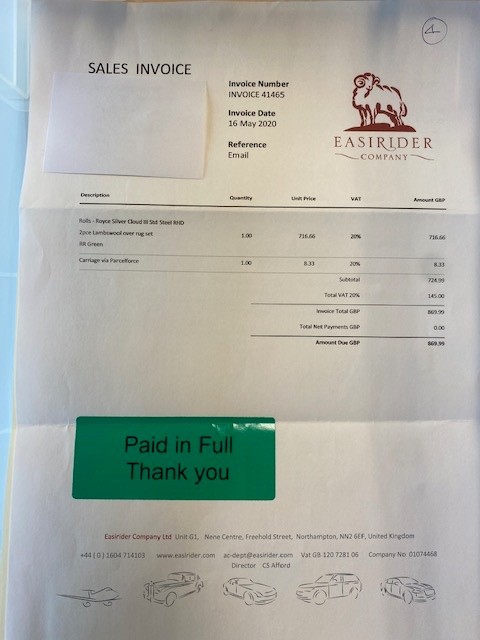 1
SALES INVOICE
Invoice Number
INVOICE 41465
Invoice Date
16 May 2020
Reference
Email
EASIRIDER
COMPANY
Description Quantity Unit Price VAT Amount GBP
Rolls - Royce Silver Cloud III Std Steel RHD
2pce Lambswool over rug set 1.00 716.66 20% 716.66
RR Green
Carriage via Parcelforce 1.00 8.33 20% 8.33
Subtotal 724.99
Total VAT 20% 145.00
Invoice Total GBP 869.99
Total Net Payments GBP 0.00
Amount Due GBP 869.99
Paid in Full
Thank you
Easirider Company Ltd Unit G1, Nene Centre, Freehold Street, Northampton, NN2 6EF, United Kingdom
+44 ( 0 ) 1604 714103 www.easirider.com ac-dept@easirider.com Vat GB 120 7281 06 Company No 01074468
Director CS Afford